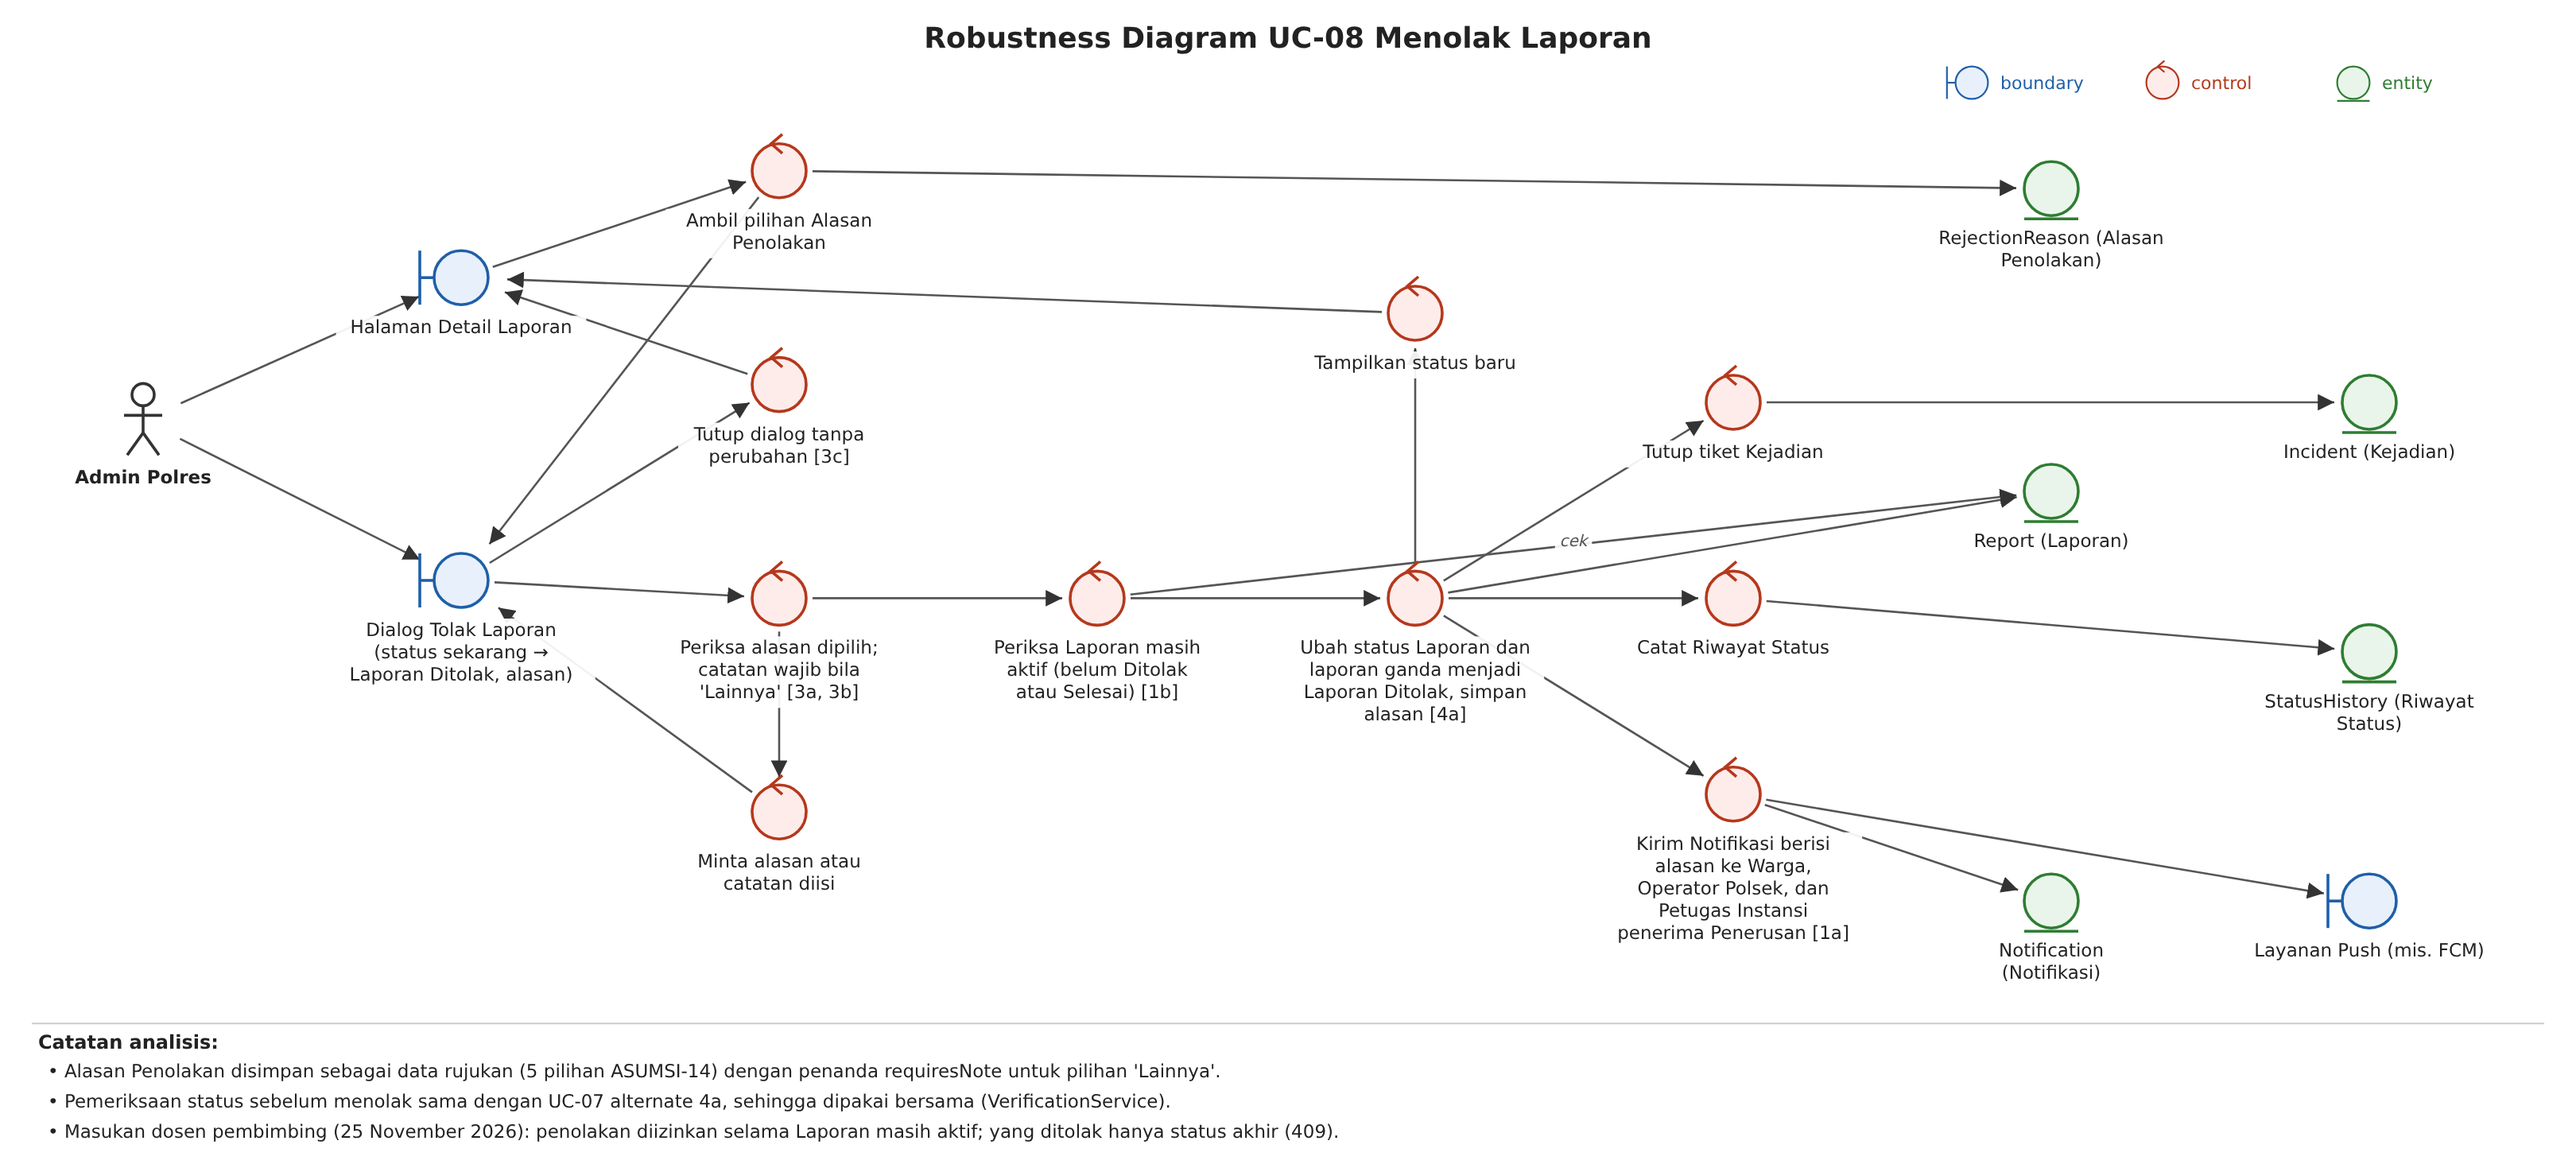 Robustness Diagram UC-08 Menolak Laporan
boundary
control
entity
Ambil pilihan Alasan
Penolakan
RejectionReason (Alasan
Penolakan)
Halaman Detail Laporan
Tampilkan status baru
Admin Polres
Tutup dialog tanpa
perubahan [3c]
Tutup tiket Kejadian
Incident (Kejadian)
cek
Report (Laporan)
Dialog Tolak Laporan
(status sekarang →
Laporan Ditolak, alasan)
Periksa alasan dipilih;
catatan wajib bila
'Lainnya' [3a, 3b]
Periksa Laporan masih
aktif (belum Ditolak
atau Selesai) [1b]
Ubah status Laporan dan
laporan ganda menjadi
Laporan Ditolak, simpan
alasan [4a]
Catat Riwayat Status
StatusHistory (Riwayat
Status)
Minta alasan atau
catatan diisi
Kirim Notifikasi berisi
alasan ke Warga,
Operator Polsek, dan
Petugas Instansi
penerima Penerusan [1a]
Notification
(Notifikasi)
Layanan Push (mis. FCM)
Catatan analisis:
• Alasan Penolakan disimpan sebagai data rujukan (5 pilihan ASUMSI-14) dengan penanda requiresNote untuk pilihan 'Lainnya'.
• Pemeriksaan status sebelum menolak sama dengan UC-07 alternate 4a, sehingga dipakai bersama (VerificationService).
• Masukan dosen pembimbing (25 November 2026): penolakan diizinkan selama Laporan masih aktif; yang ditolak hanya status akhir (409).